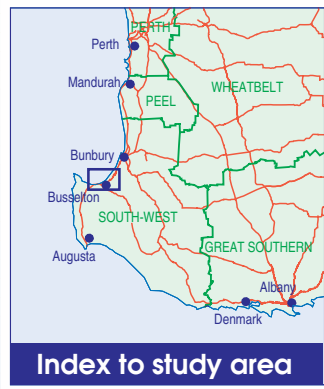 PERTH
Perth
Mandurah
WHEATBELT
PEEL
Bunbury
Busselton
SOUTH-WEST
GREAT SOUTHERN
Augusta
Albany
Denmark
Index to study area